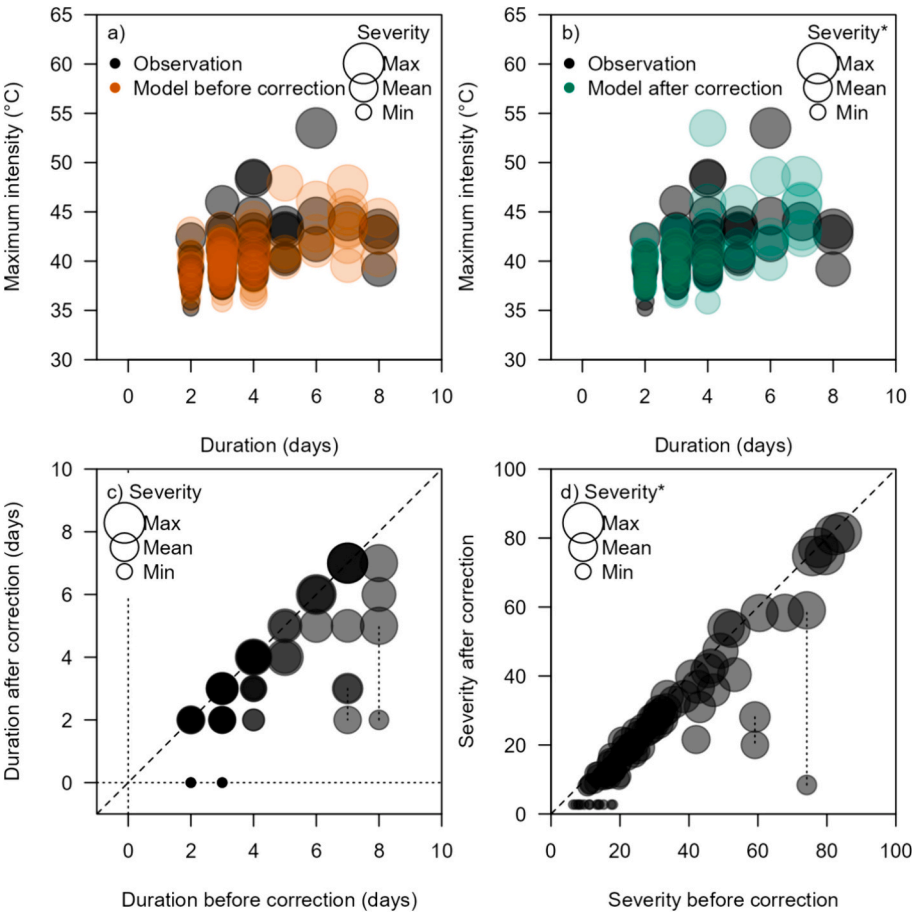 a)
Severity
Observation
Max
Model before correction
Mean
Min
Maximum intensity (°C)
65
60
55
50
45
40
35
30
0 2 4 6 8 10
Duration (days)
b)
Severity*
Observation
Max
Model after correction
Mean
Min
Maximum intensity (°C)
65
60
55
50
45
40
35
30
0 2 4 6 8 10
Duration (days)
c) Severity
Max
Mean
Min
Duration after correction (days)
10
8
6
4
2
0
0 2 4 6 8 10
Duration before correction (days)
d) Severity*
Max
Mean
Min
Severity after correction
100
80
60
40
20
0
0 20 40 60 80 100
Severity before correction